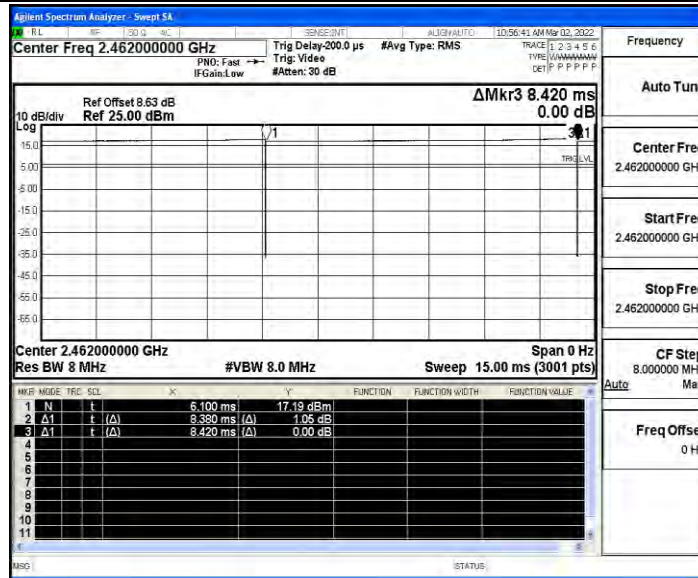 Agilent Spectrum Analyzer - Swept SA
RL RF 50 Ω AC SENSE:INT ALIGNAUTO 10:56:41 AM Mar 02, 2022
Center Freq 2.462000000 GHz
PNO: Fast
IFGain:Low
Trig Delay-200.0 µs
Trig: Video
#Atten: 30 dB
#Avg Type: RMS
TRACE 1 2 3 4 5 6
TYPE WWWWWW
DET P P P P P P
Frequency
Ref Offset 8.63 dB
10 dB/div Ref 25.00 dBm
ΔMkr3 8.420 ms
0.00 dB
Log
1
TRIG LVL
15.0
5.00
-5.00
-15.0
-25.0
-35.0
-45.0
-55.0
-65.0
Center 2.462000000 GHz Span 0 Hz
Res BW 8 MHz #VBW 8.0 MHz Sweep 15.00 ms (3001 pts)
MKR MODE TRC SCL X Y FUNCTION FUNCTION WIDTH FUNCTION VALUE
1 N t 6.100 ms 17.19 dBm
2 Δ1 t (Δ) 8.380 ms (Δ) 1.05 dB
3 Δ1 t (Δ) 8.420 ms (Δ) 0.00 dB
4
5
6
7
8
9
10
11
MSG STATUS
Auto Tun
Center Fre
2.462000000 GH
Start Fre
2.462000000 GH
Stop Fre
2.462000000 GH
CF Ste
8.000000 MH
Auto Ma
Freq Offse
0 H